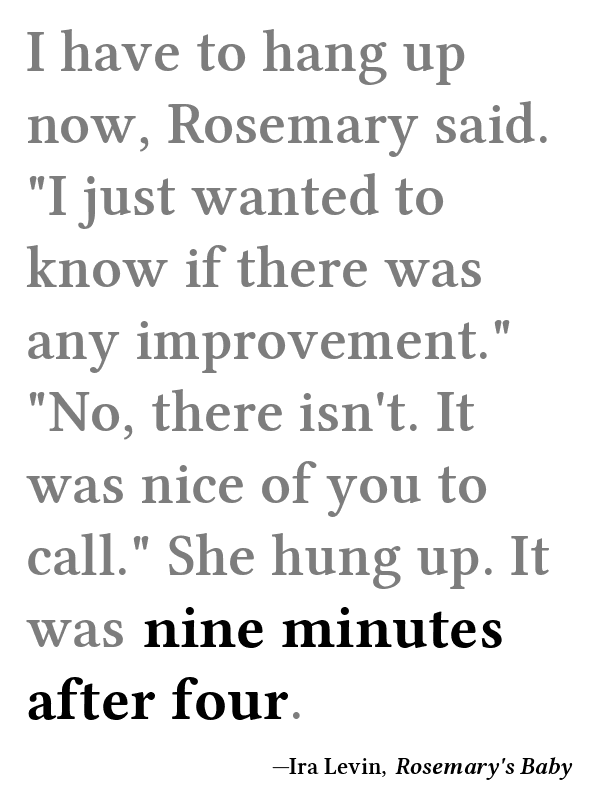 I have to hang up
now, Rosemary said.
"I just wanted to
know if there was
any improvement."
"No, there isn't. It
was nice of you to
call." She hung up. It
was nine minutes
after four.
—Ira Levin, Rosemary's Baby